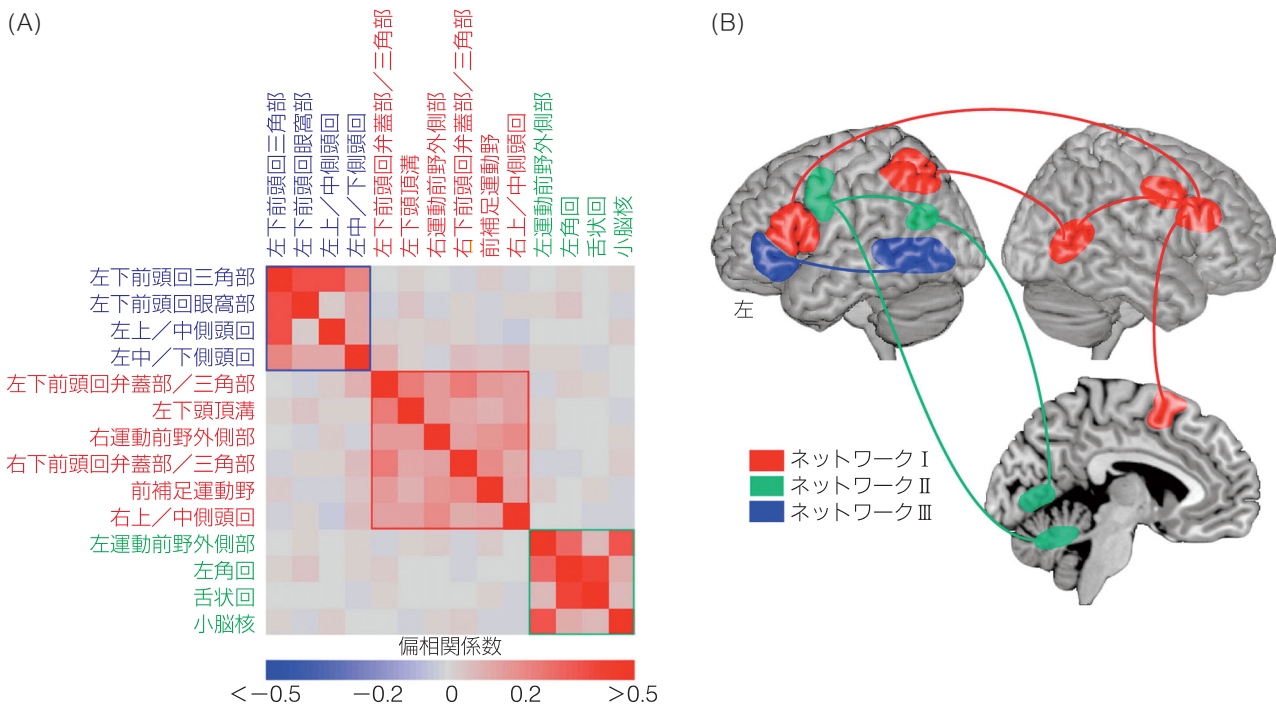 (A)
左下前頭回三角部
左下前頭回眼窩部
左上／中側頭回
左中／下側頭回
左下前頭回弁蓋部／三角部
左下頭頂溝
右運動前野外側部
右下前頭回弁蓋部／三角部
前補足運動野
右上／中側頭回
左運動前野外側部
左角回
舌状回
小脳核
左下前頭回三角部
左下前頭回眼窩部
左上／中側頭回
左中／下側頭回
左下前頭回弁蓋部／三角部
左下頭頂溝
右運動前野外側部
右下前頭回弁蓋部／三角部
前補足運動野
右上／中側頭回
左運動前野外側部
左角回
舌状回
小脳核
偏相関係数
<−0.5 −0.2 0 0.2 >0.5
(B)
左
ネットワークⅠ
ネットワークⅡ
ネットワークⅢ